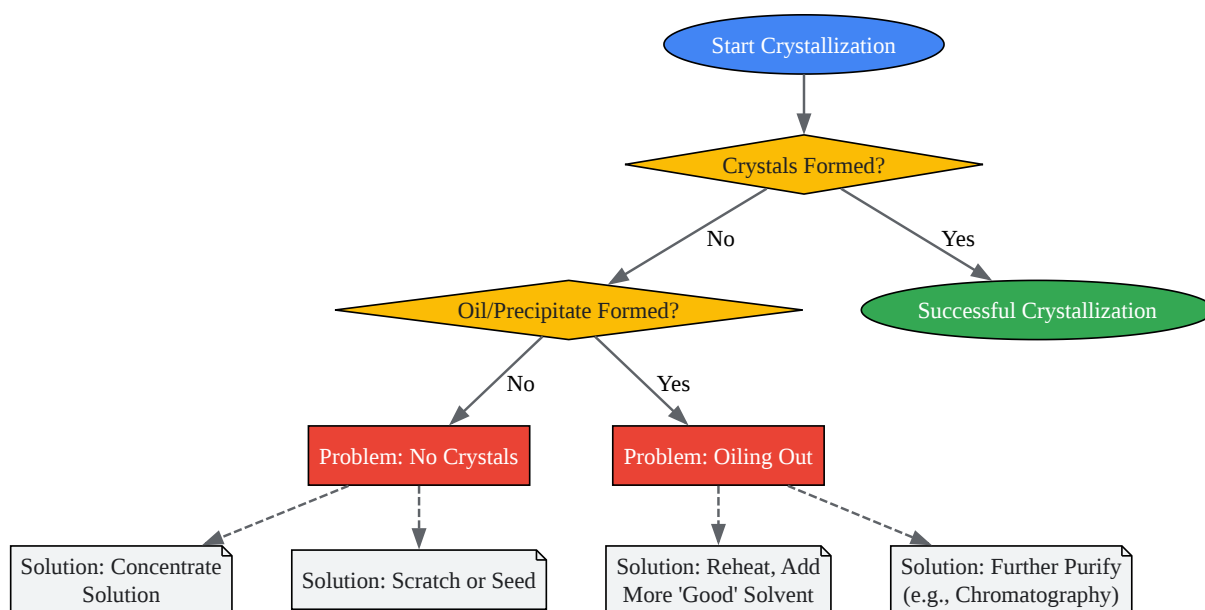 Start Crystallization
Crystals Formed?
No
Yes
Oil/Precipitate Formed?
Successful Crystallization
No
Yes
Problem: No Crystals
Problem: Oiling Out
Solution: Concentrate
Solution
Solution: Scratch or Seed
Solution: Reheat, Add
More 'Good' Solvent
Solution: Further Purify
(e.g., Chromatography)